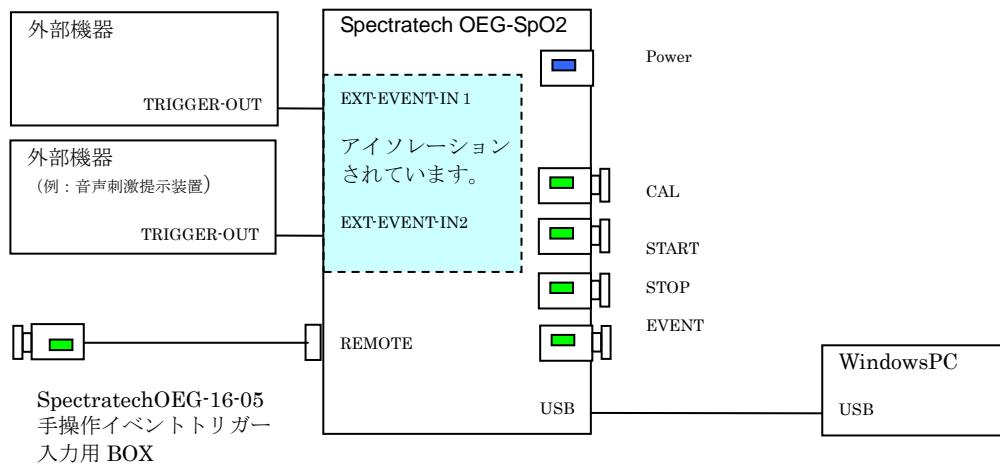 外部機器
TRIGGER-OUT
外部機器
(例：音声刺激提示装置)
TRIGGER-OUT
Spectratech OEG-SpO2
EXT-EVENT-IN 1
アイソレーション
されています。
EXT-EVENT-IN2
REMOTE
USB
Power
CAL
START
STOP
EVENT
SpectratechOEG-16-05
手操作イベントトリガー
入力用 BOX
WindowsPC
USB